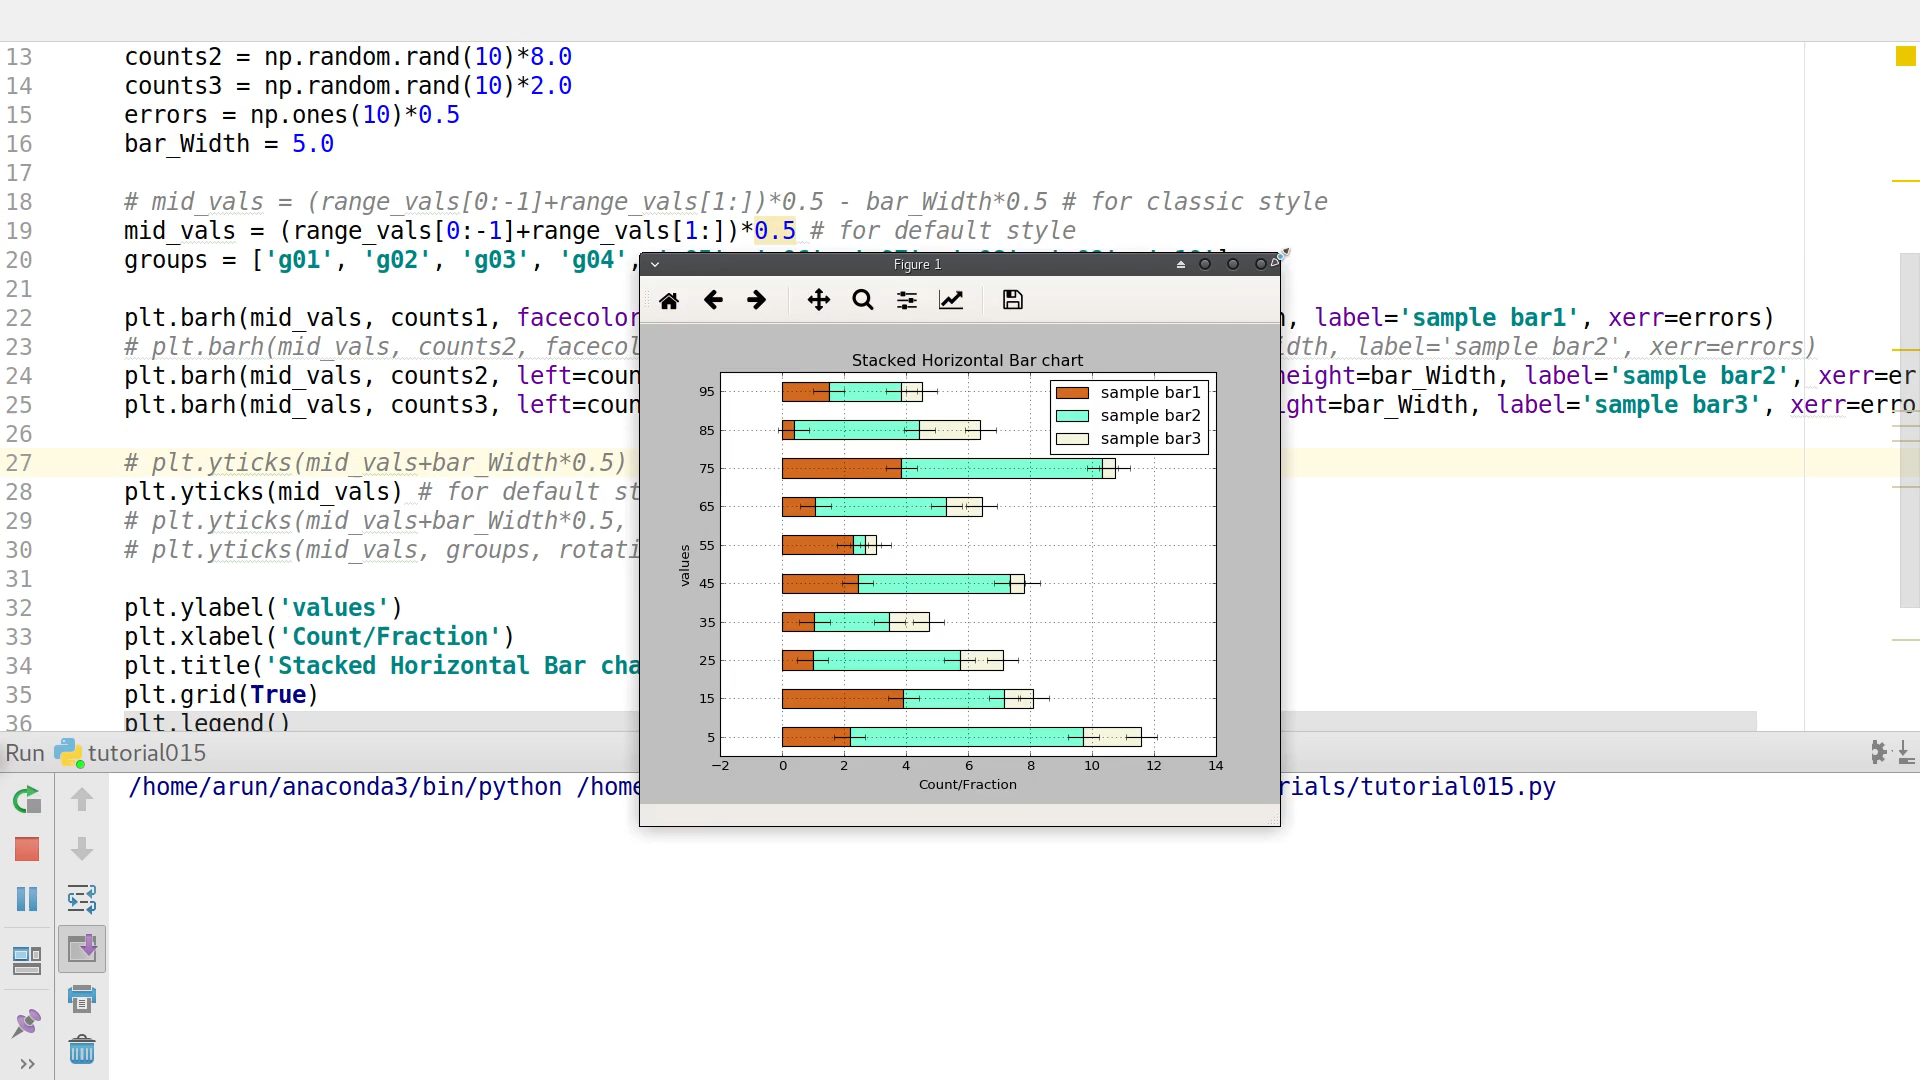 13 counts2 = np.random.rand(10)*8.0
14 counts3 = np.random.rand(10)*2.0
15 errors = np.ones(10)*0.5
16 bar_Width = 5.0
17
18 # mid_vals = (range_vals[0:-1]+range_vals[1:])*0.5 - bar_Width*0.5 # for classic style
19 mid_vals = (range_vals[0:-1]+range_vals[1:])*0.5 # for default style
20 groups = ['g01', 'g02', 'g03', 'g04',
21
22 plt.barh(mid_vals, counts1, facecolor , label='sample bar1', xerr=errors)
23 # plt.barh(mid_vals, counts2, facecol idth, label='sample bar2', xerr=errors)
24 plt.barh(mid_vals, counts2, left=coun height=bar_Width, label='sample bar2', xerr=er
25 plt.barh(mid_vals, counts3, left=coun ght=bar_Width, label='sample bar3', xerr=erro
26
27 # plt.yticks(mid_vals+bar_Width*0.5)
28 plt.yticks(mid_vals) # for default st
29 # plt.yticks(mid_vals+bar_Width*0.5,
30 # plt.yticks(mid_vals, groups, rotati
31
32 plt.ylabel('values')
33 plt.xlabel('Count/Fraction')
34 plt.title('Stacked Horizontal Bar cha
35 plt.grid(True)
36 plt.legend()
Figure 1
Stacked Horizontal Bar chart
sample bar1
sample bar2
sample bar3
values
95
85
75
65
55
45
35
25
15
5
−2 0 2 4 6 8 10 12 14
Count/Fraction
Run tutorial015
/home/arun/anaconda3/bin/python /home rials/tutorial015.py